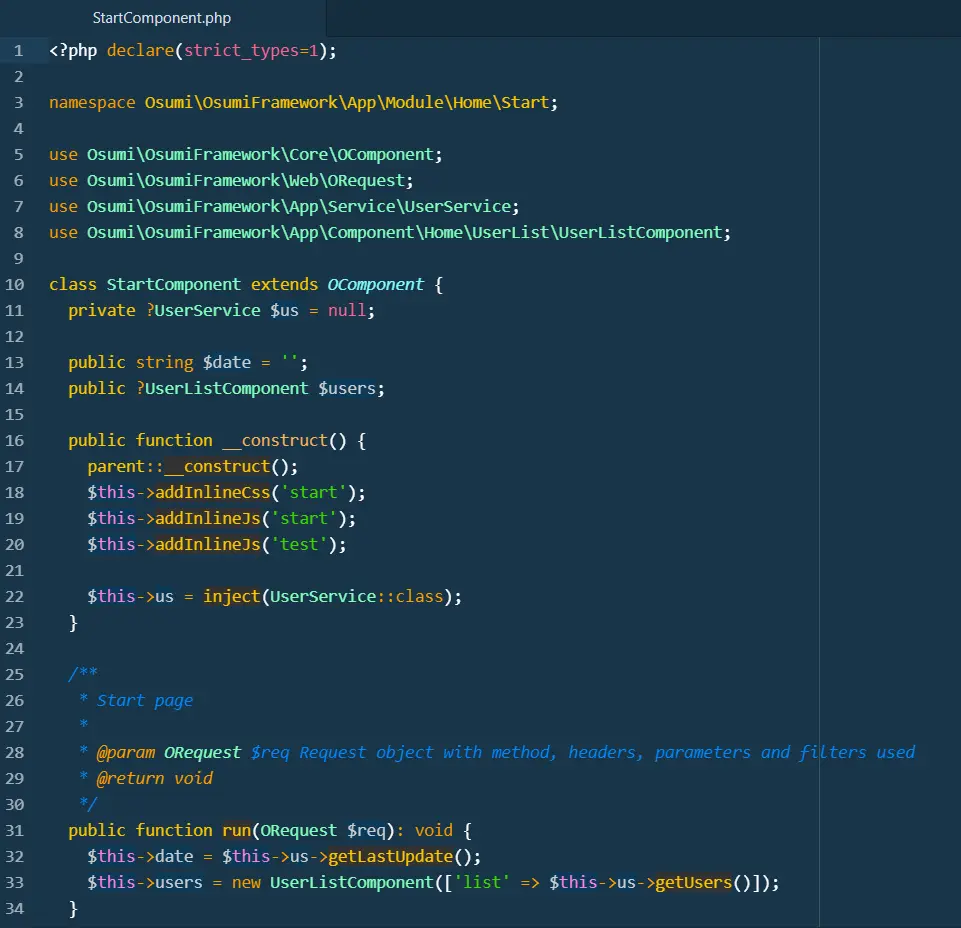 StartComponent.php
1 <?php declare(strict_types=1);
2
3 namespace Osumi\OsumiFramework\App\Module\Home\Start;
4
5 use Osumi\OsumiFramework\Core\OComponent;
6 use Osumi\OsumiFramework\Web\ORequest;
7 use Osumi\OsumiFramework\App\Service\UserService;
8 use Osumi\OsumiFramework\App\Component\Home\UserList\UserListComponent;
9
10 class StartComponent extends OComponent {
11   private ?UserService $us = null;
12
13   public string $date = '';
14   public ?UserListComponent $users;
15
16   public function __construct() {
17     parent::__construct();
18     $this->addInlineCss('start');
19     $this->addInlineJs('start');
20     $this->addInlineJs('test');
21
22     $this->us = inject(UserService::class);
23   }
24
25   /**
26    * Start page
27    *
28    * @param ORequest $req Request object with method, headers, parameters and filters used
29    * @return void
30    */
31   public function run(ORequest $req): void {
32     $this->date = $this->us->getLastUpdate();
33     $this->users = new UserListComponent(['list' => $this->us->getUsers()]);
34   }